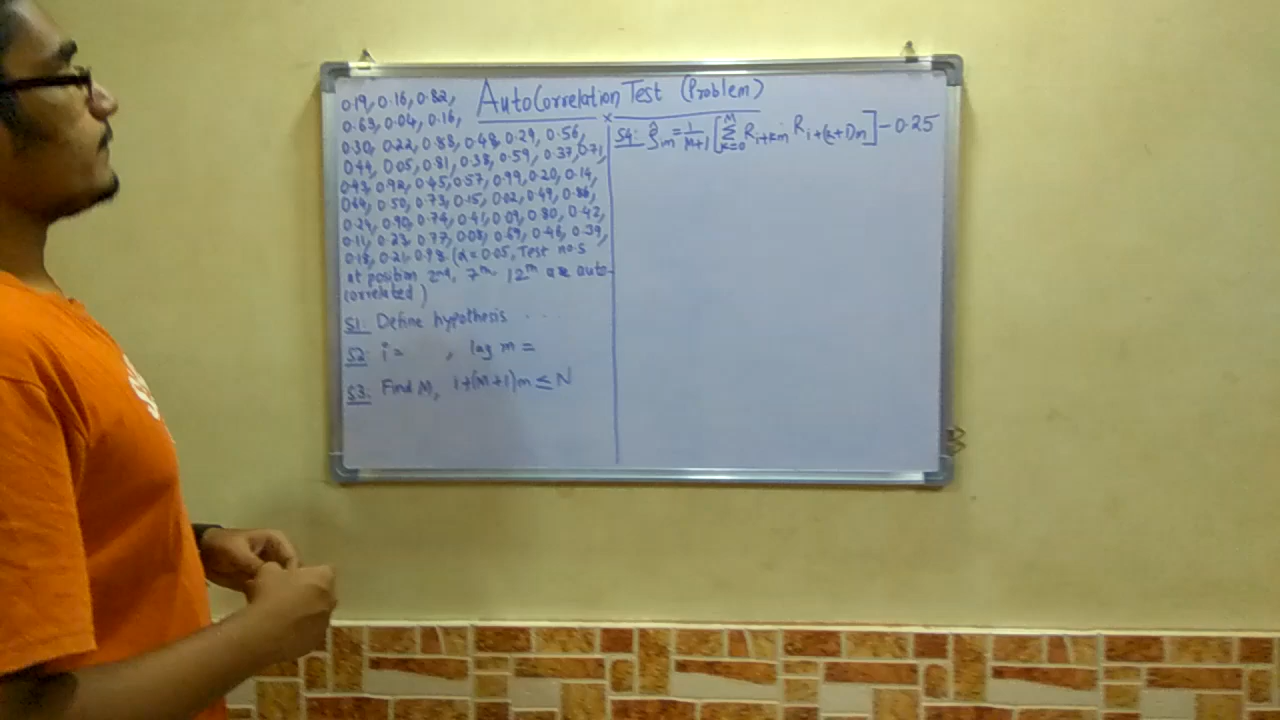 AutoCorrelation Test (Problem)
0.19, 0.16, 0.82,
0.63, 0.04, 0.16,
0.30, 0.22, 0.88, 0.48, 0.29, 0.56,
0.44, 0.05, 0.81, 0.38, 0.59, 0.37, 0.71,
0.43, 0.92, 0.45, 0.57, 0.99, 0.20, 0.14,
0.64, 0.50, 0.73, 0.15, 0.02, 0.49, 0.86,
0.24, 0.90, 0.74, 0.41, 0.09, 0.80, 0.42,
0.11, 0.23, 0.77, 0.08, 0.69, 0.46, 0.39,
0.18, 0.21, 0.98. (α = 0.05, Test no.s
at position 2nd, 7th, 12th are auto-
correlated)
S1: Define hypothesis ....
S2: i = , lag m =
S3: Find M, i+(M+1)m ≤ N
S4: ρ̂im = 1/M+1 [M Σ k=0 Ri+km Ri+(k+1)m] - 0.25